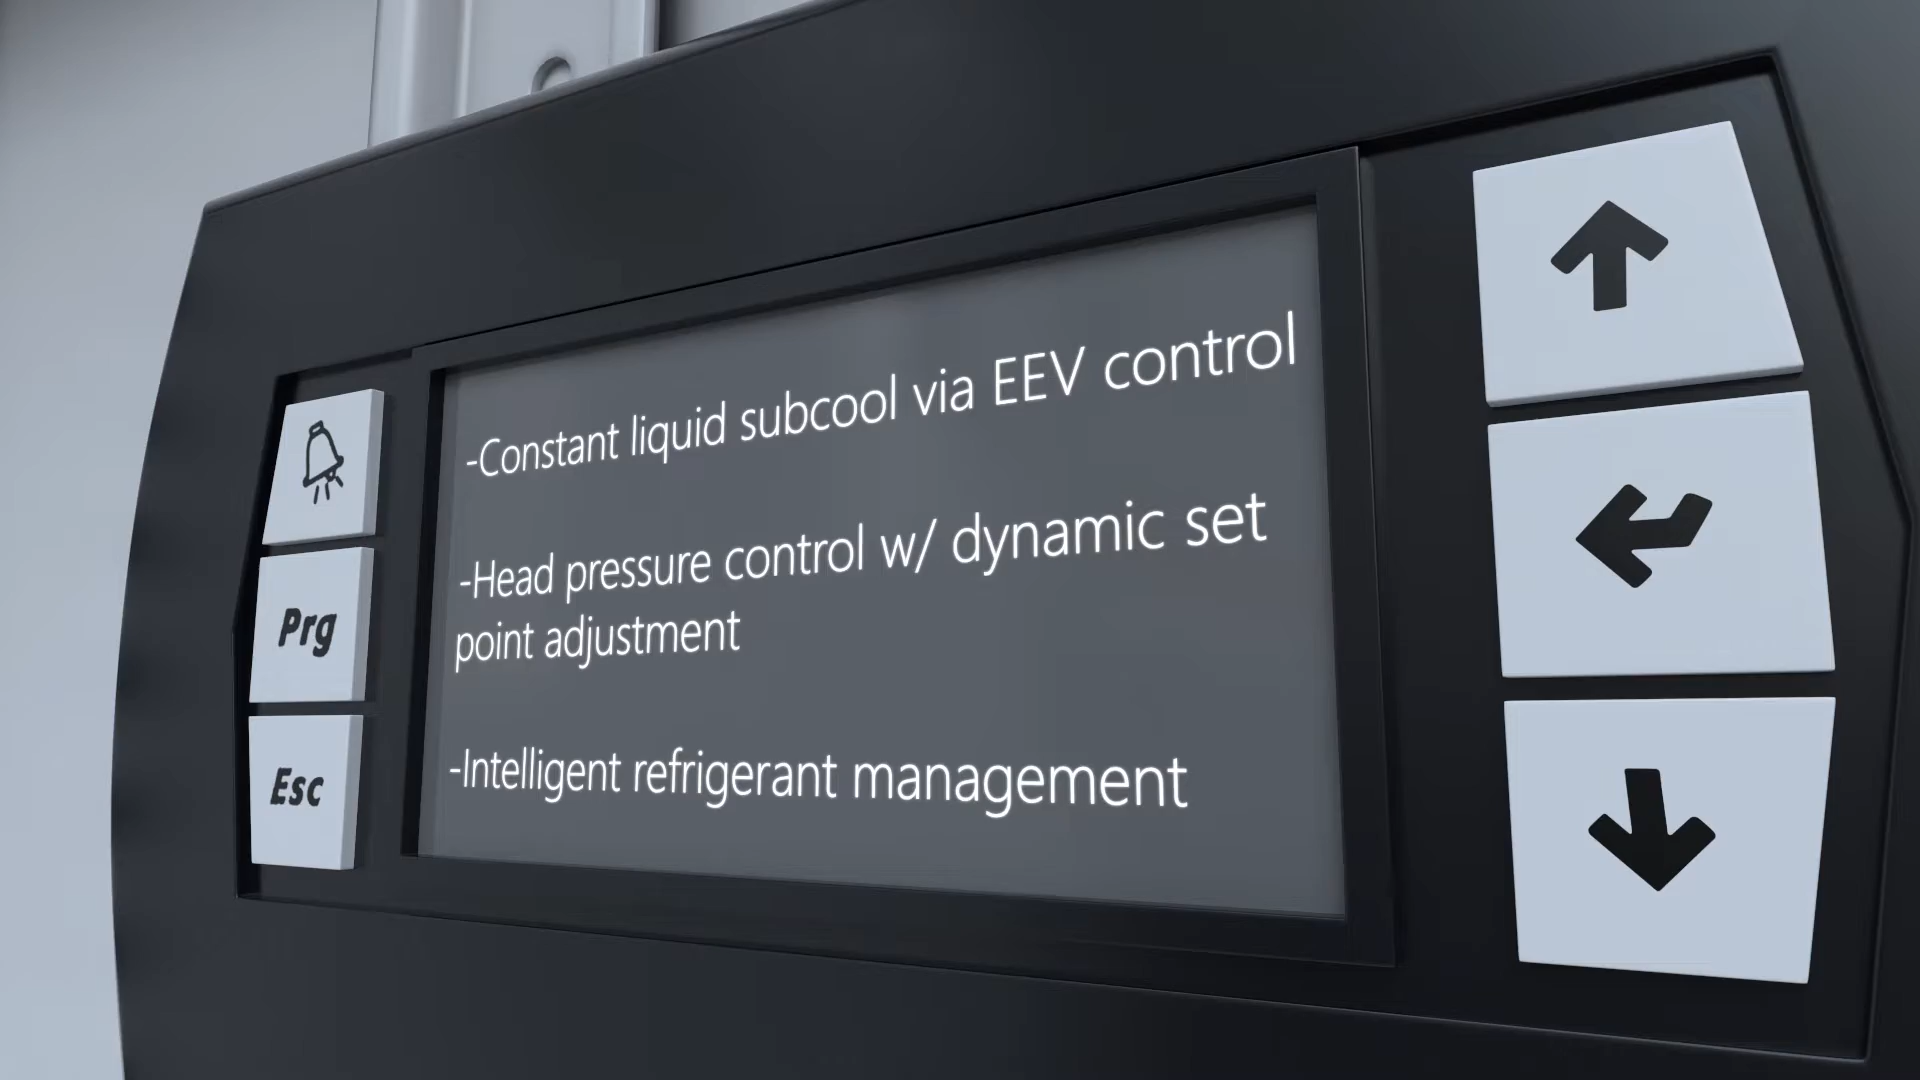 -Constant liquid subcool via EEV control
-Head pressure control w/ dynamic set
point adjustment
-Intelligent refrigerant management
Prg
Esc